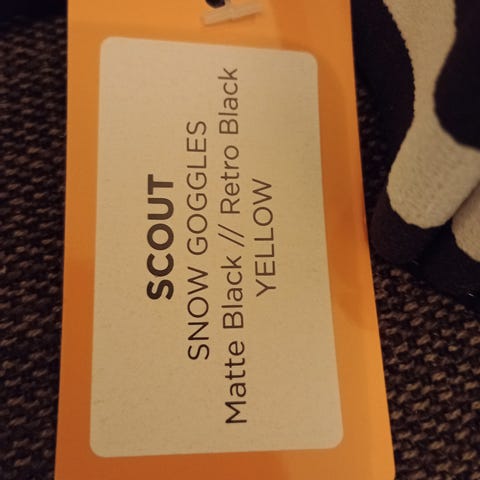 SCOUT
SNOW GOGGLES
Matte Black // Retro Black
YELLOW